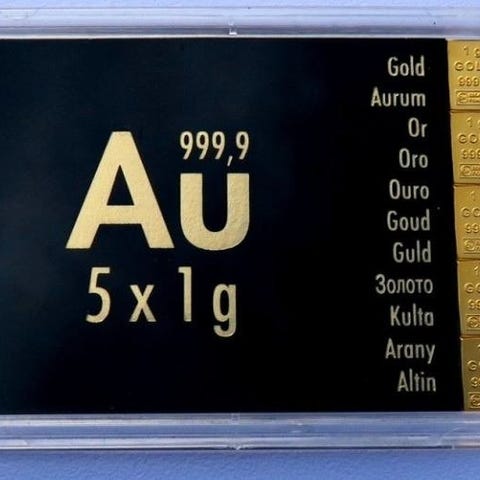 999,9
Au
5 x 1g
Gold
Aurum
Or
Oro
Ouro
Goud
Guld
Золото
Kulta
Arany
Altin